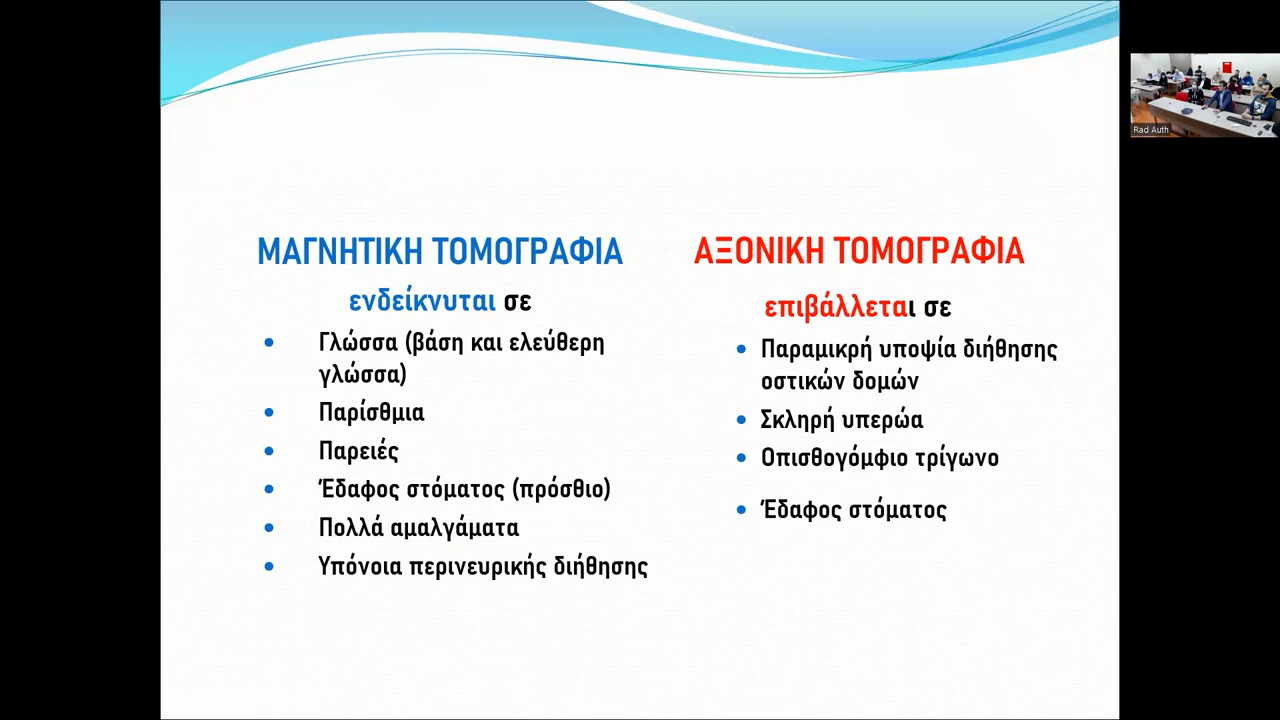 ΜΑΓΝΗΤΙΚΗ ΤΟΜΟΓΡΑΦΙΑ
ενδείκνυται σε
• Γλώσσα (βάση και ελεύθερη
γλώσσα)
• Παρίσθμια
• Παρειές
• Έδαφος στόματος (πρόσθιο)
• Πολλά αμαλγάματα
• Υπόνοια περινευρικής διήθησης
ΑΞΟΝΙΚΗ ΤΟΜΟΓΡΑΦΙΑ
επιβάλλεται σε
• Παραμικρή υποψία διήθησης
οστικών δομών
• Σκληρή υπερώα
• Οπισθογόμφιο τρίγωνο
• Έδαφος στόματος
Rad Auth